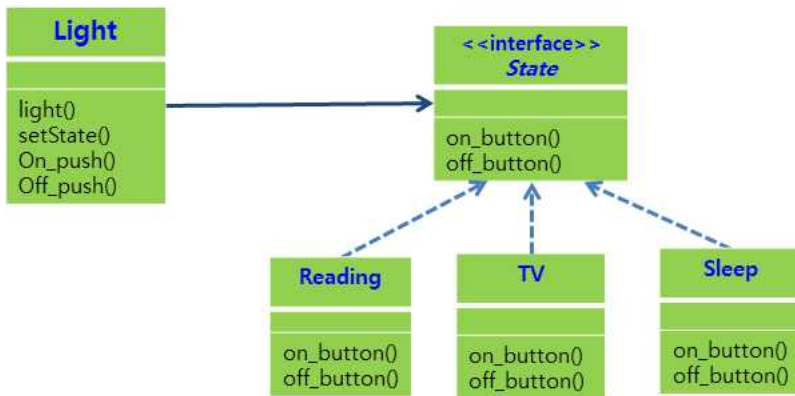 Light
light()
setState()
On_push()
Off_push()
<<interface>>
State
on_button()
off_button()
Reading
on_button()
off_button()
TV
on_button()
off_button()
Sleep
on_button()
off_button()